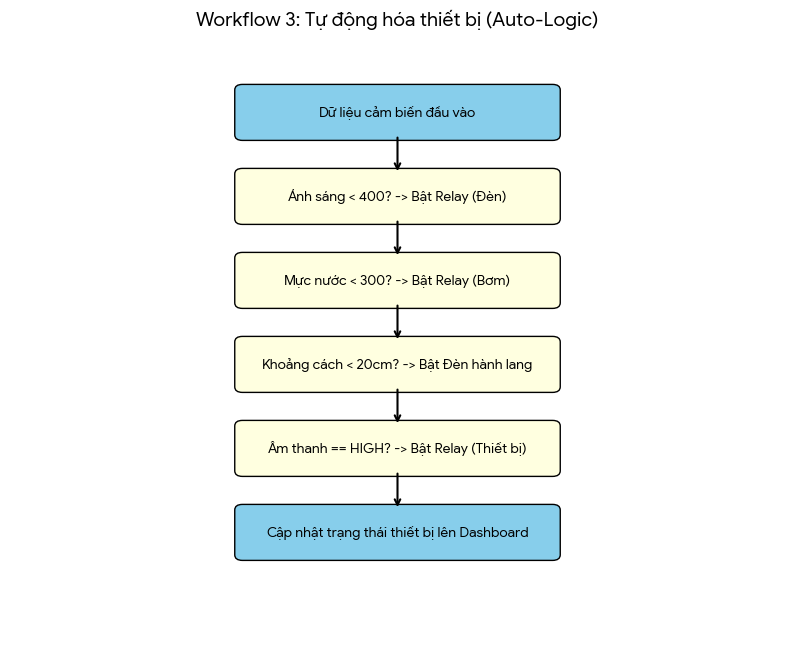 Workflow 3: Tự động hóa thiết bị (Auto-Logic)
Dữ liệu cảm biến đầu vào
Ánh sáng < 400? -> Bật Relay (Đèn)
Mực nước < 300? -> Bật Relay (Bơm)
Khoảng cách < 20cm? -> Bật Đèn hành lang
Âm thanh == HIGH? -> Bật Relay (Thiết bị)
Cập nhật trạng thái thiết bị lên Dashboard